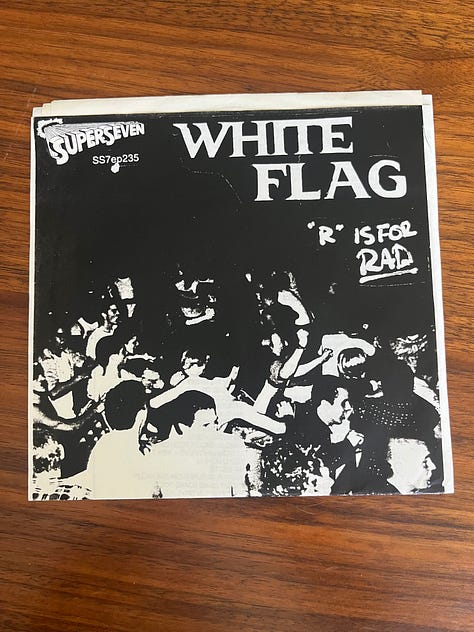 SUPERSEVEN
SS7ep235
WHITE
FLAG
"R" IS FOR
RAD